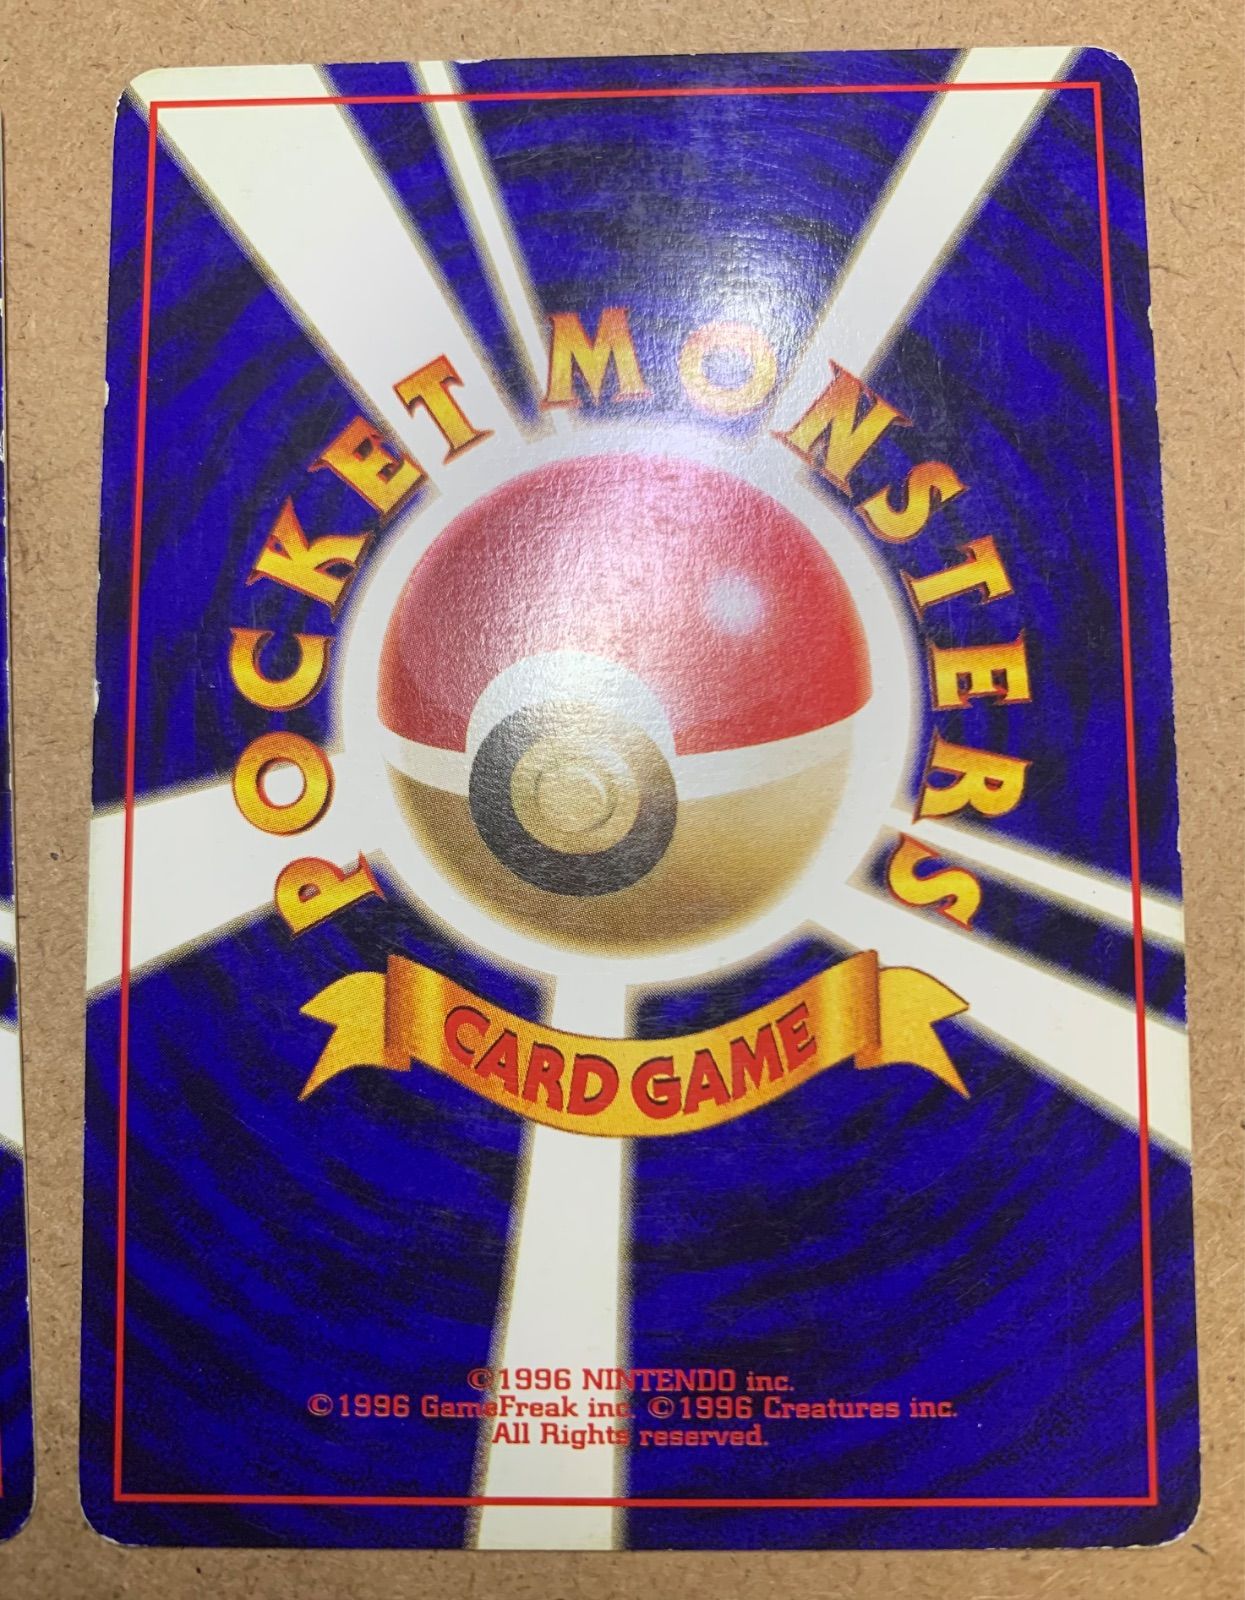 POCKET MONSTERS
CARD GAME
©1996 NINTENDO inc.
©1996 GameFreak inc. ©1996 Creatures inc.
All Rights reserved.